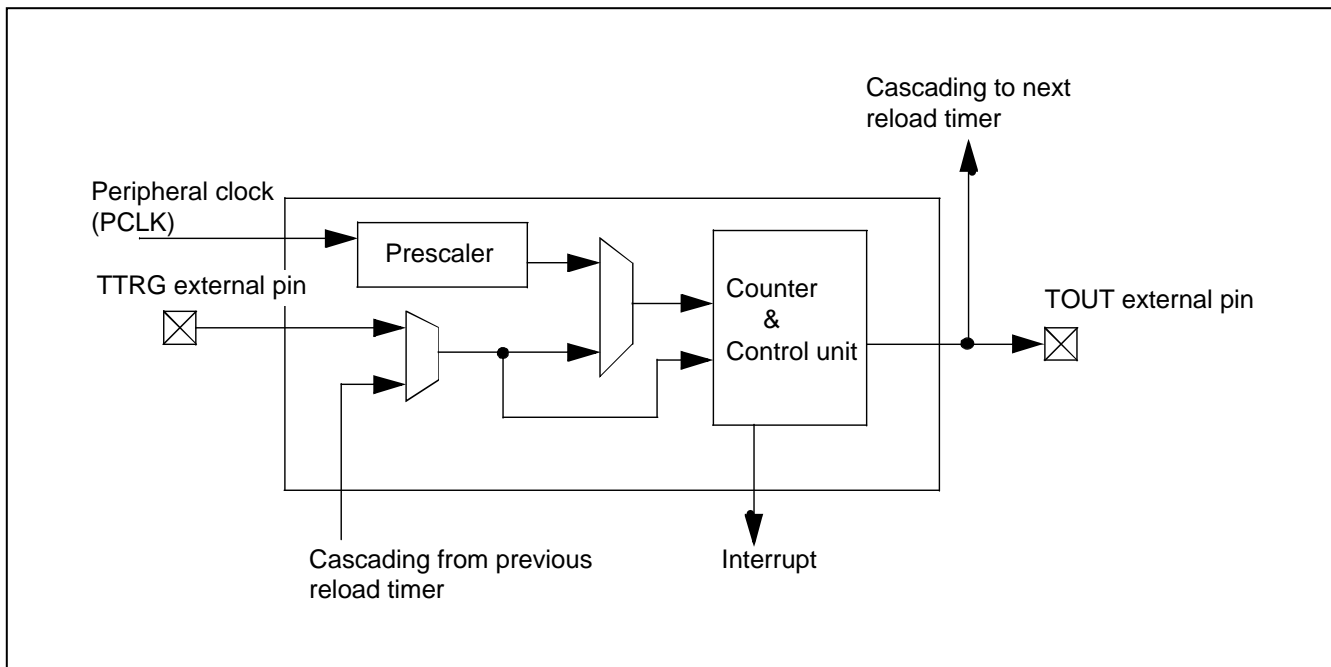 Cascading to next
reload timer
Peripheral clock
(PCLK)
Prescaler
TTRG external pin
Counter
&
Control unit
TOUT external pin
Cascading from previous
reload timer
Interrupt